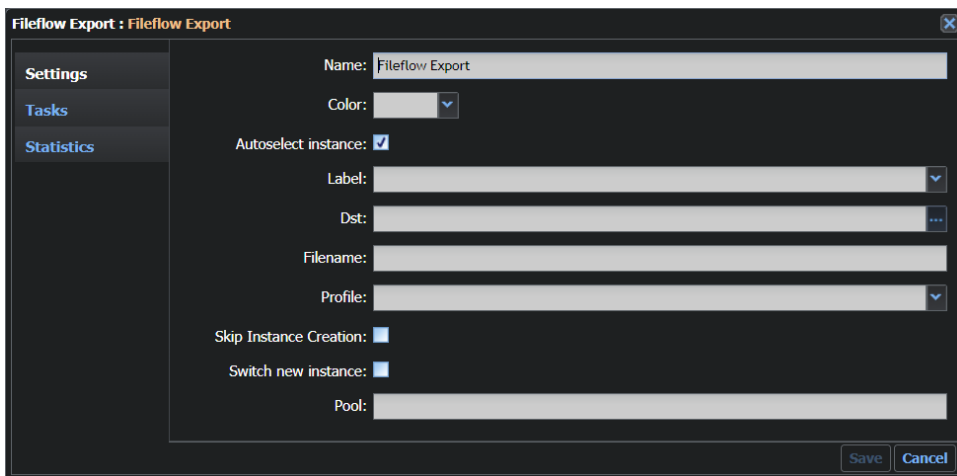 Fileflow Export : Fileflow Export
Settings
Tasks
Statistics
Name: Fileflow Export
Color:
Autoselect instance:
Label:
Dst:
...
Filename:
Profile:
Skip Instance Creation:
Switch new instance:
Pool:
Save Cancel